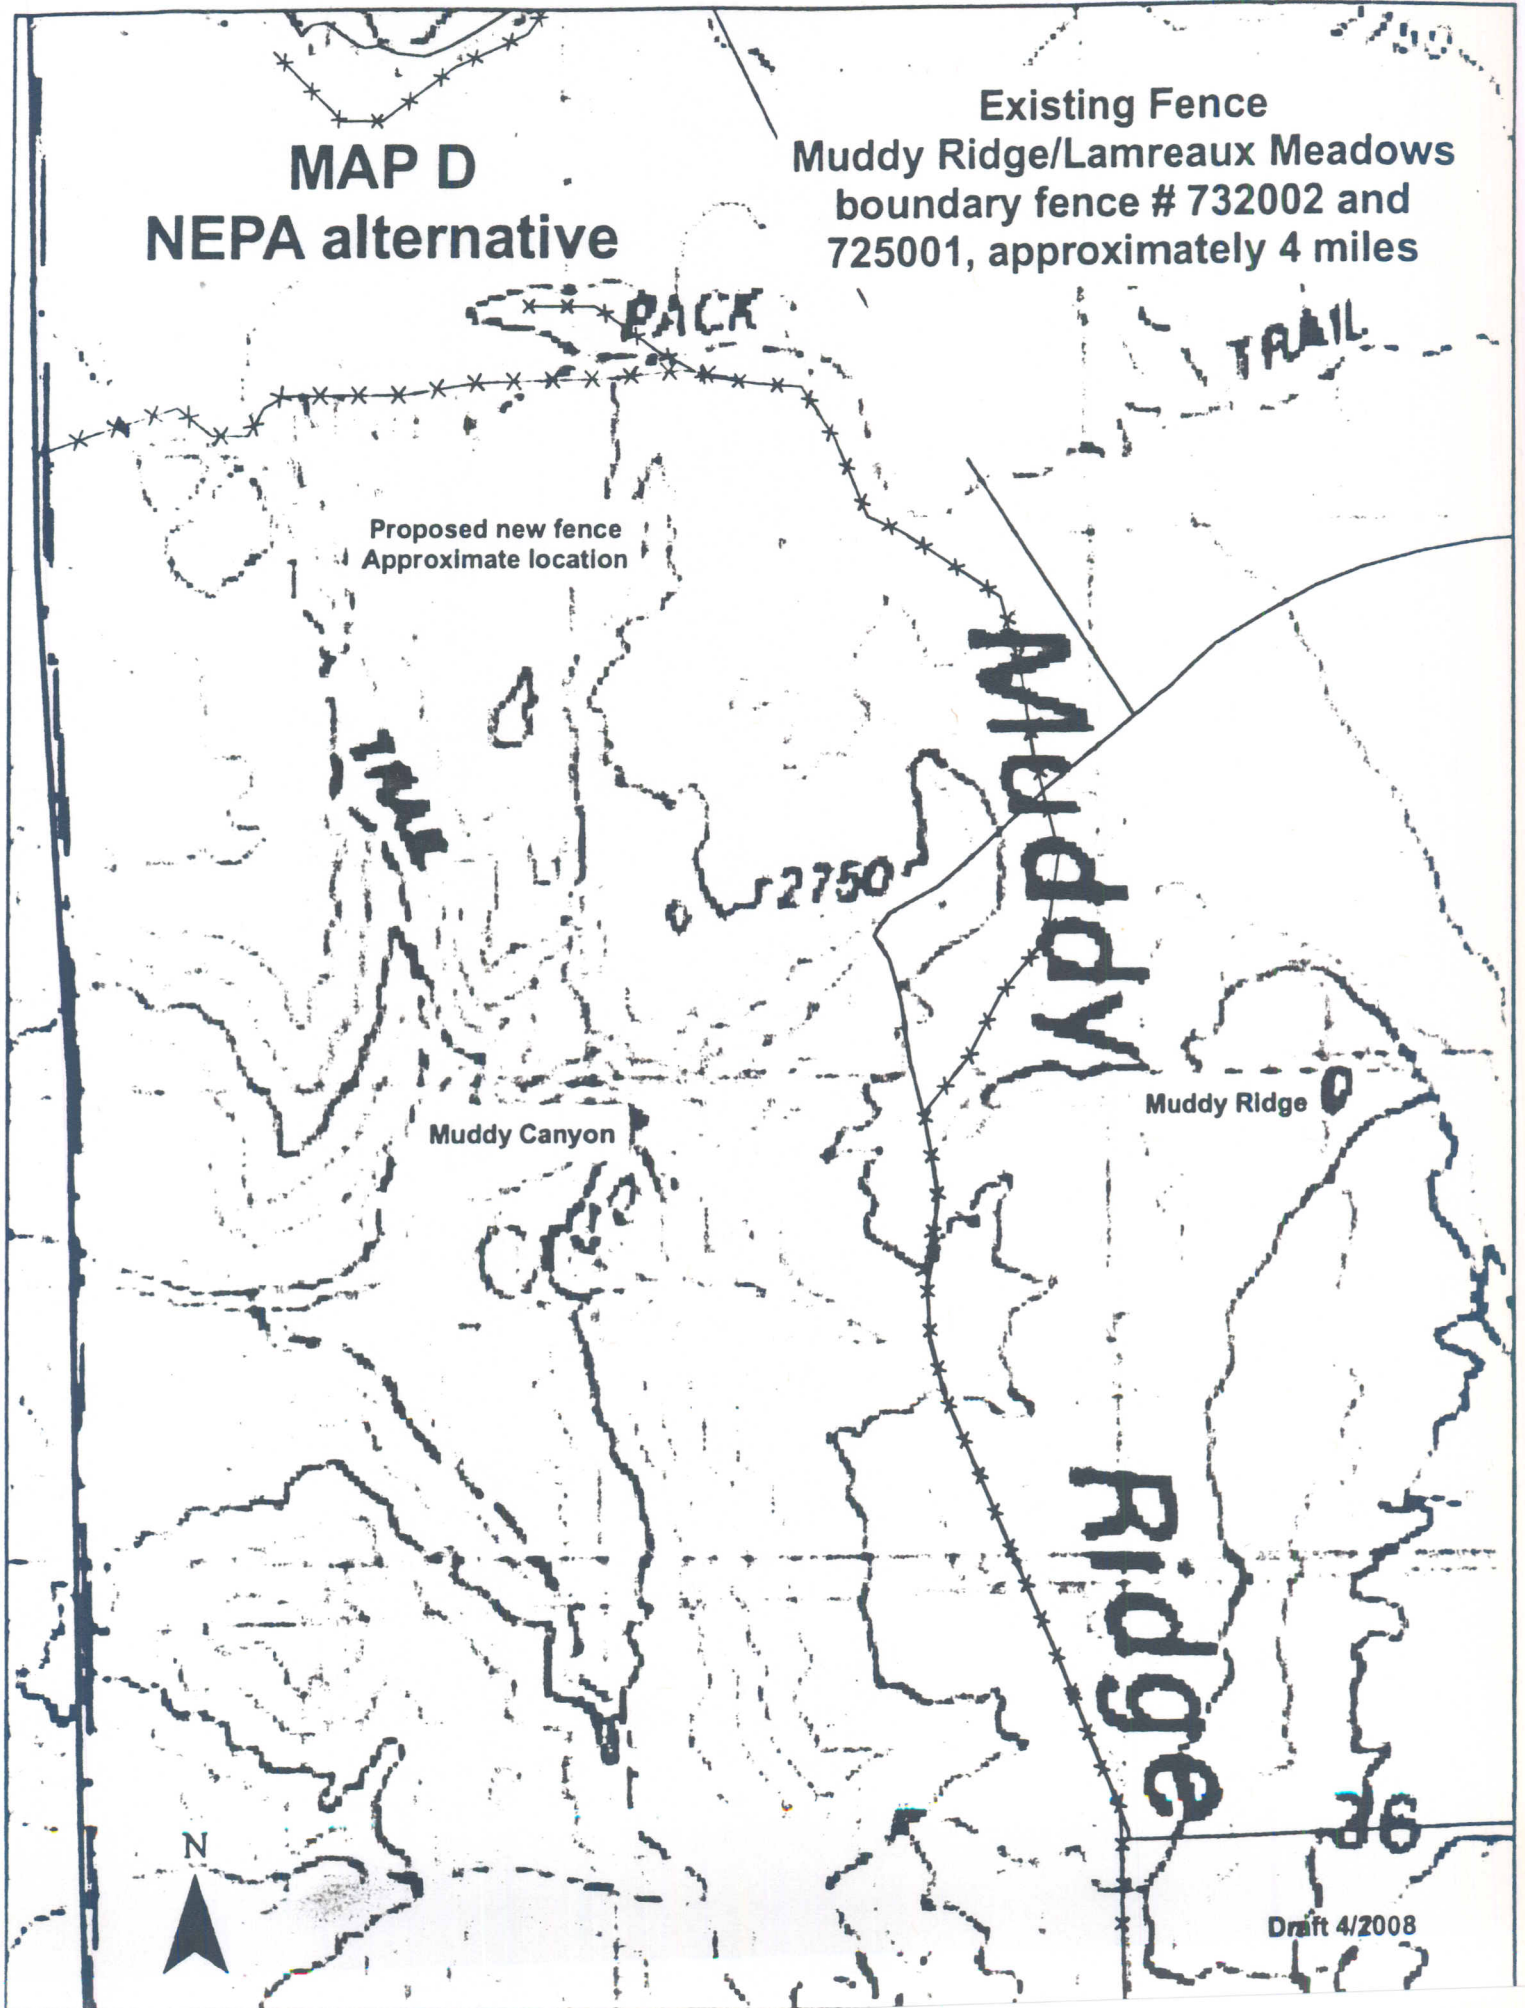 MAP D
NEPA alternative
Existing Fence
Muddy Ridge/Lamreaux Meadows
boundary fence # 732002 and
725001, approximately 4 miles
PACK
TRAIL
Proposed new fence
Approximate location
TRAIL
2750
Muddy
Muddy Ridge
Muddy Canyon
Ridge
36
N
Draft 4/2008